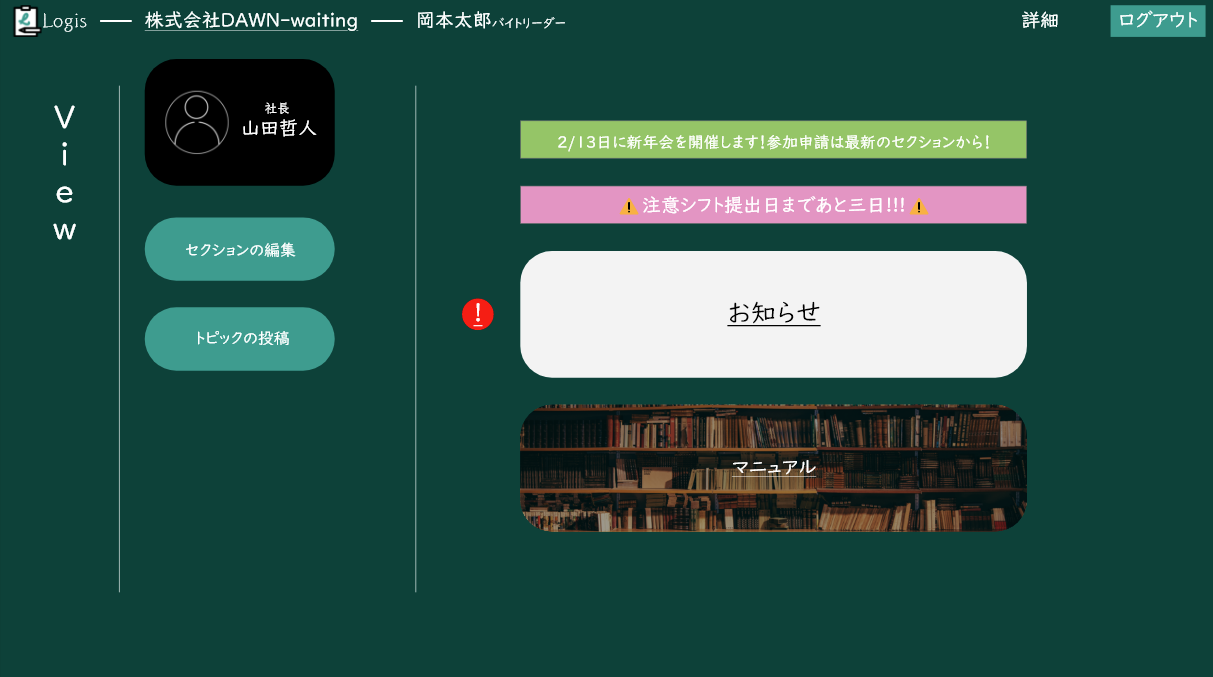 Logis 株式会社DAWN-waiting 岡本太郎バイトリーダー 詳細 ログアウト
View
社長
山田哲人
セクションの編集
トピックの投稿
2/13日に新年会を開催します!参加申請は最新のセクションから!
⚠️注意シフト提出日まであと三日!!!⚠️
!
お知らせ
マニュアル